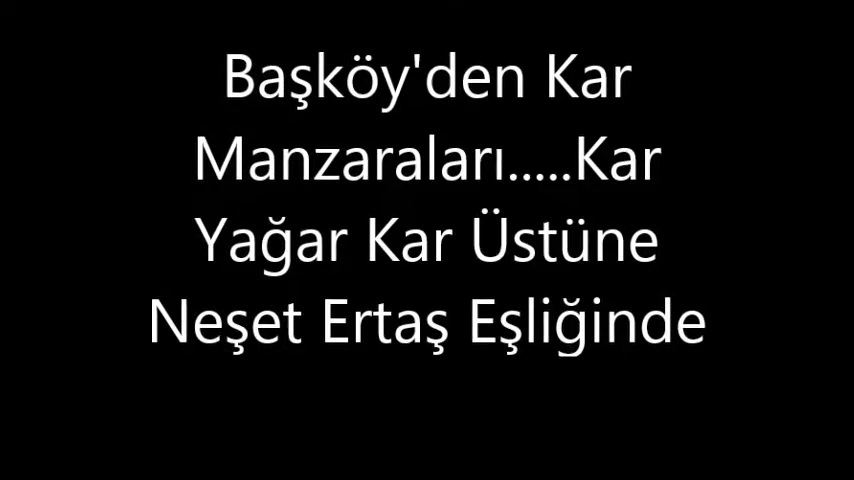 Başköy'den Kar
Manzaraları.....Kar
Yağar Kar Üstüne
Neşet Ertaş Eşliğinde